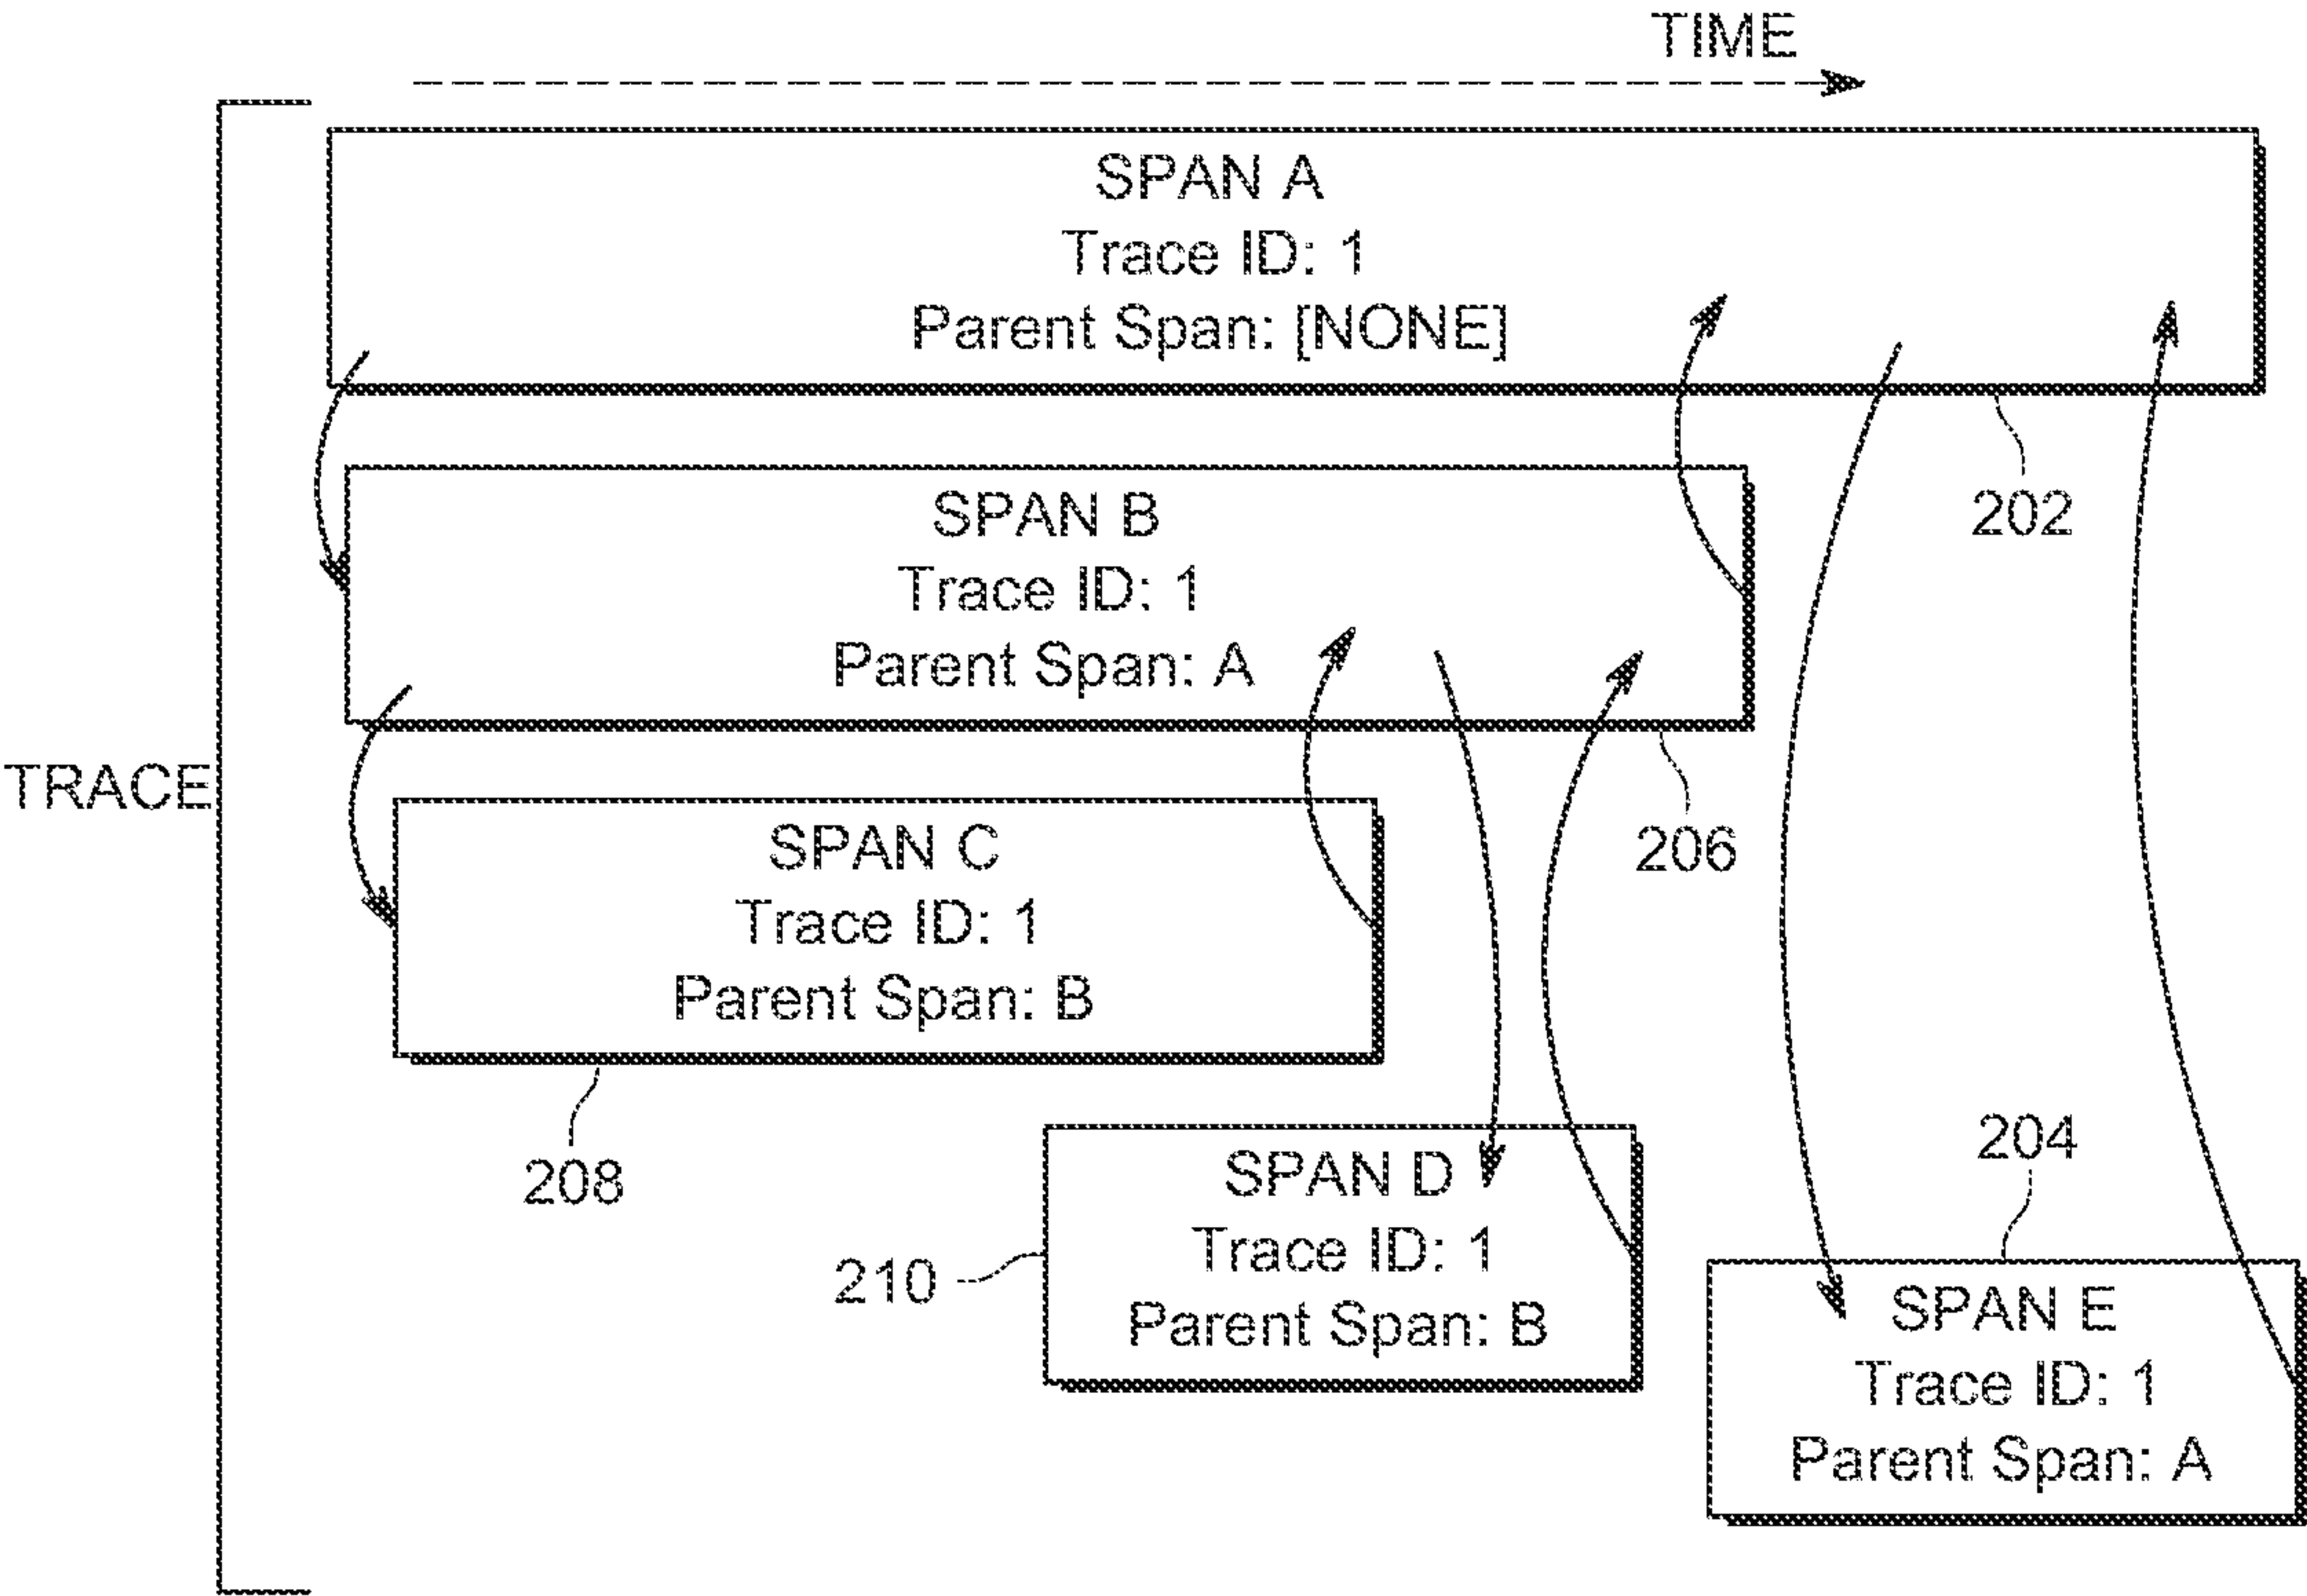 TIME
SPAN A
Trace ID: 1
Parent Span: [NONE]
202
SPAN B
Trace ID: 1
Parent Span: A
206
TRACE
SPAN C
Trace ID: 1
Parent Span: B
208
SPAN D
Trace ID: 1
Parent Span: B
210
204
SPAN E
Trace ID: 1
Parent Span: A